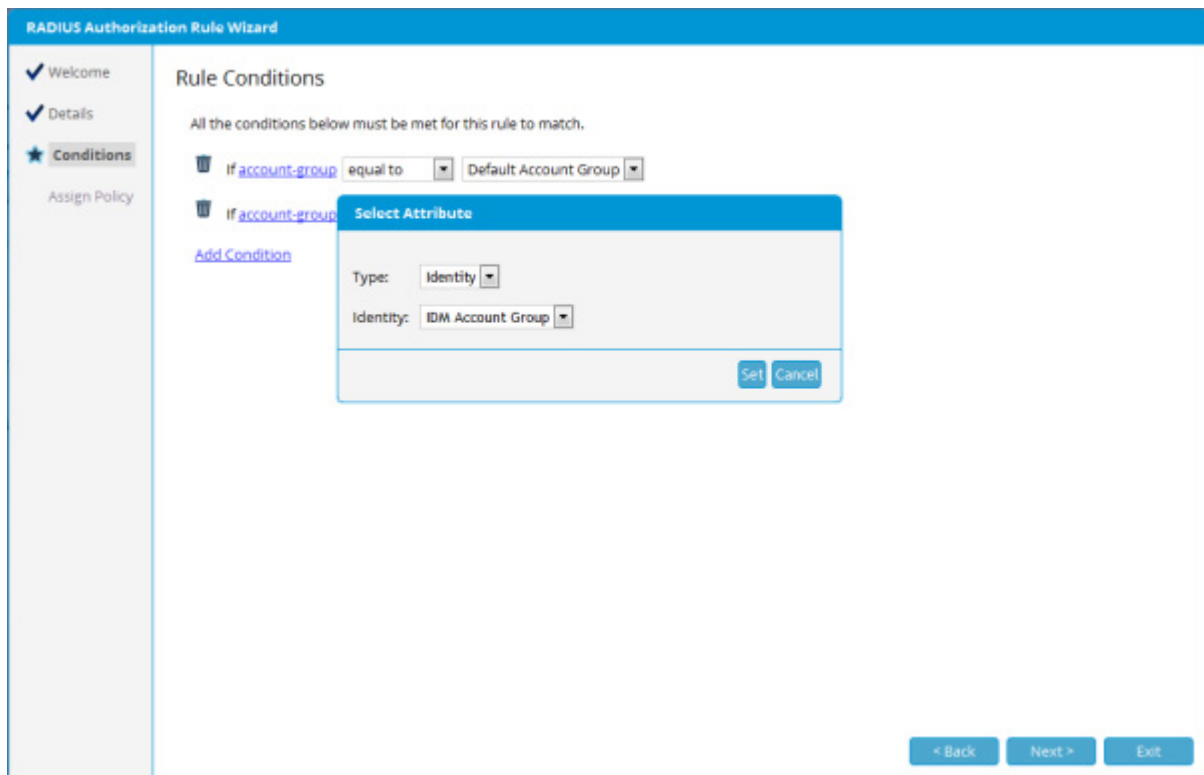 RADIUS Authorization Rule Wizard
Welcome
Details
Conditions
Assign Policy
Rule Conditions
All the conditions below must be met for this rule to match.
If account-group equal to Default Account Group
If account-group
Add Condition
Select Attribute
Type: Identity
Identity: IDM Account Group
Set Cancel
< Back Next > Exit